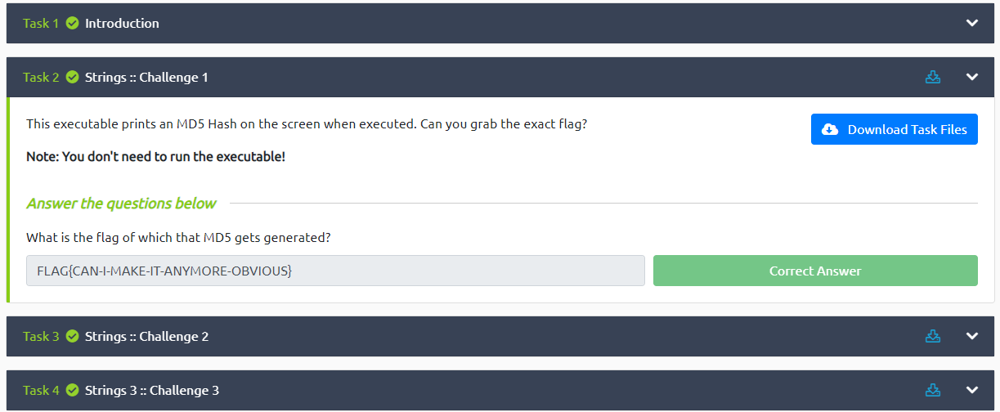 Task 1 Introduction
Task 2 Strings :: Challenge 1
This executable prints an MD5 Hash on the screen when executed. Can you grab the exact flag?
Download Task Files
Note: You don't need to run the executable!
Answer the questions below
What is the flag of which that MD5 gets generated?
FLAG{CAN-I-MAKE-IT-ANYMORE-OBVIOUS}
Correct Answer
Task 3 Strings :: Challenge 2
Task 4 Strings 3 :: Challenge 3